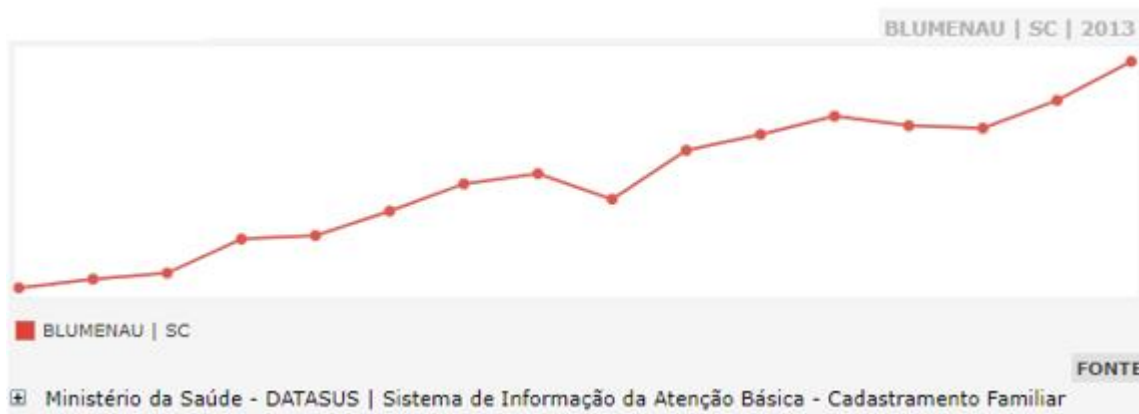 BLUMENAU | SC | 2013
BLUMENAU | SC
FONTE
Ministério da Saúde - DATASUS | Sistema de Informação da Atenção Básica - Cadastramento Familiar